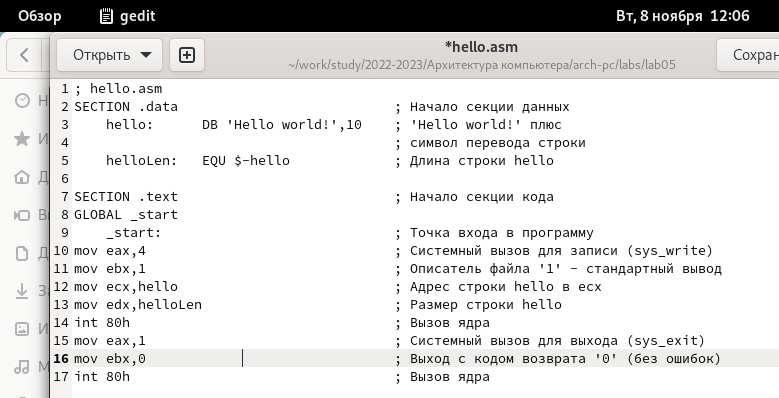 Обзор gedit Вт, 8 ноября 12:06
Открыть *hello.asm
~/work/study/2022-2023/Архитектура компьютера/arch-pc/labs/lab05
1 ; hello.asm
2 SECTION .data ; Начало секции данных
3 hello: DB 'Hello world!',10 ; 'Hello world!' плюс
4 ; символ перевода строки
5 helloLen: EQU $-hello ; Длина строки hello
6
7 SECTION .text ; Начало секции кода
8 GLOBAL _start
9 _start: ; Точка входа в программу
10 mov eax,4 ; Системный вызов для записи (sys_write)
11 mov ebx,1 ; Описатель файла '1' - стандартный вывод
12 mov ecx,hello ; Адрес строки hello в ecx
13 mov edx,helloLen ; Размер строки hello
14 int 80h ; Вызов ядра
15 mov eax,1 ; Системный вызов для выхода (sys_exit)
16 mov ebx,0 ; Выход с кодом возврата '0' (без ошибок)
17 int 80h ; Вызов ядра